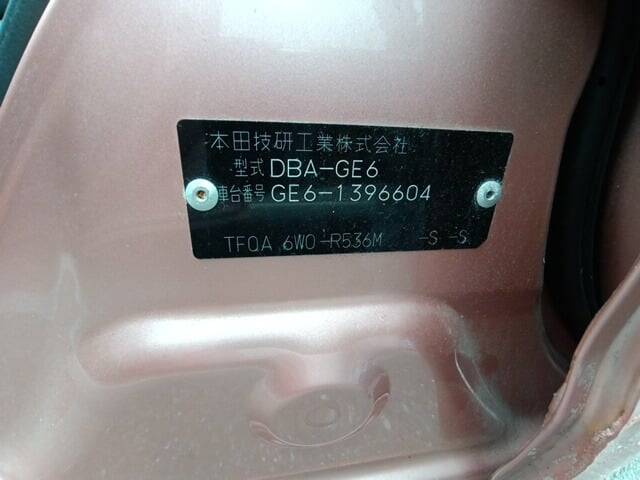 本田技研工業株式会社
型式 DBA-GE6
車台番号 GE6-1396604
TFQA 6W0 -R536M -S -S